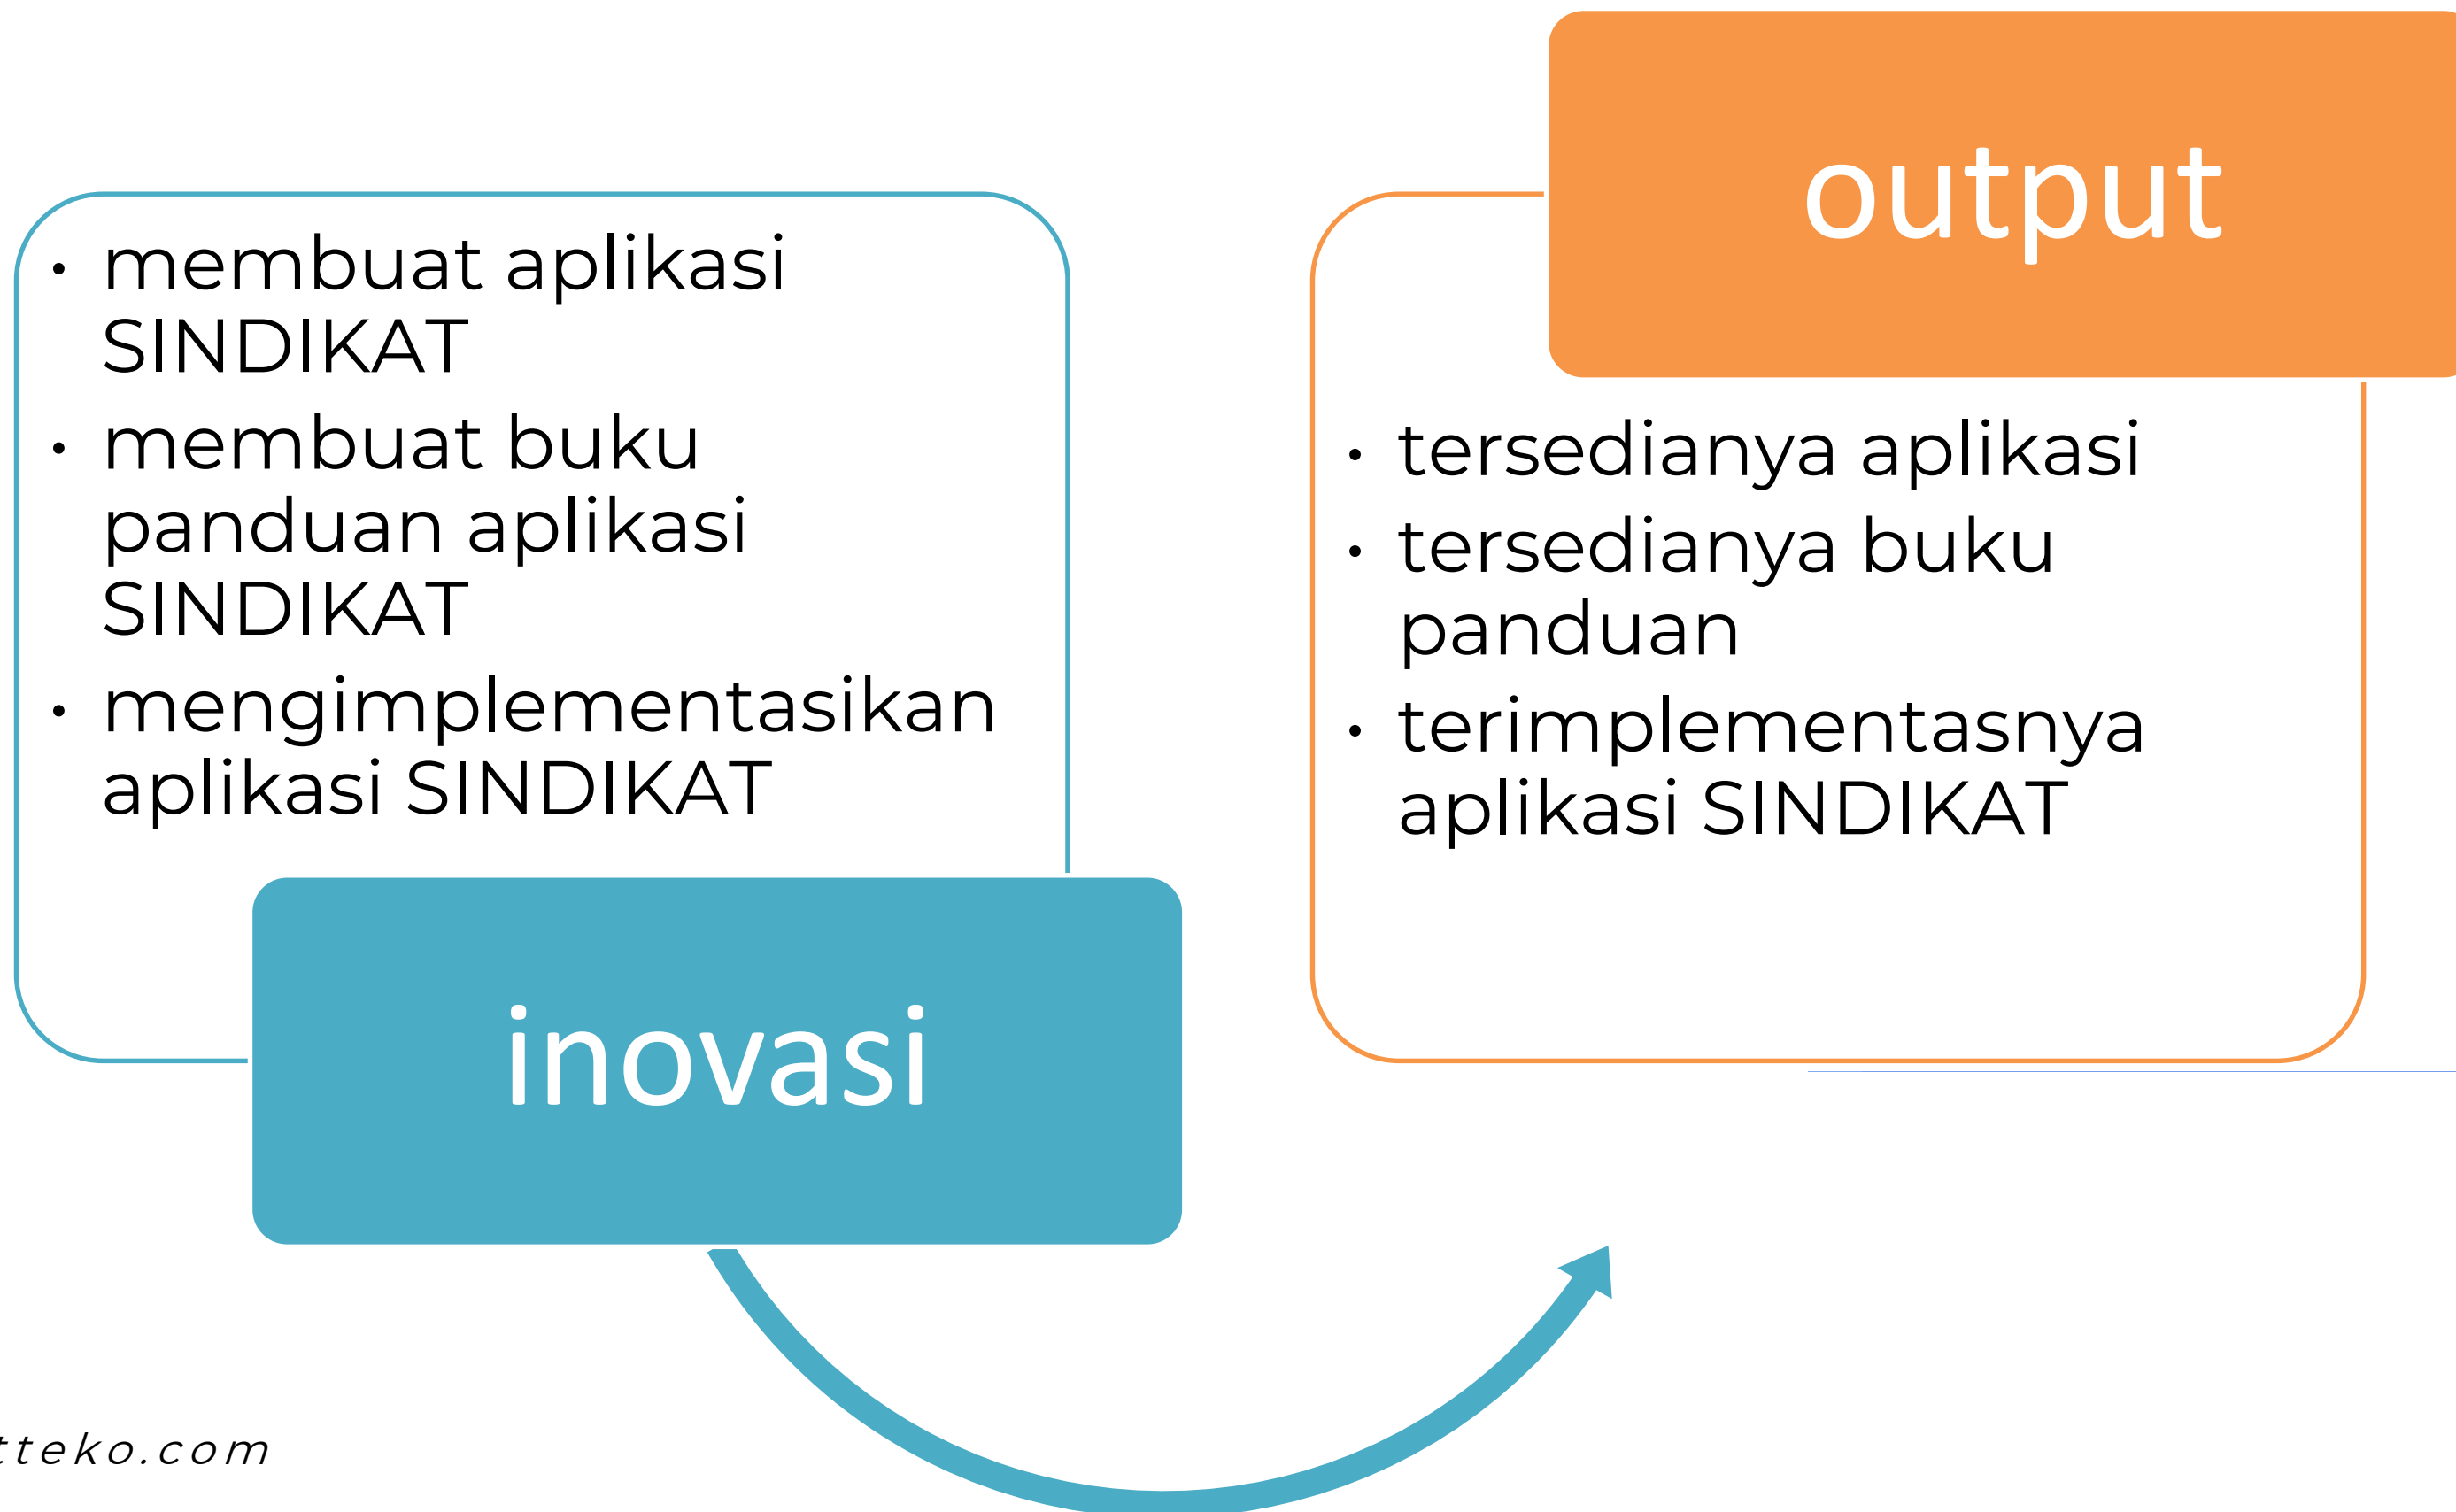 • membuat aplikasi
SINDIKAT
• membuat buku
panduan aplikasi
SINDIKAT
• mengimplementasikan
aplikasi SINDIKAT
inovasi
output
• tersedianya aplikasi
• tersedianya buku
panduan
• terimplementasnya
aplikasi SINDIKAT
tteko.com